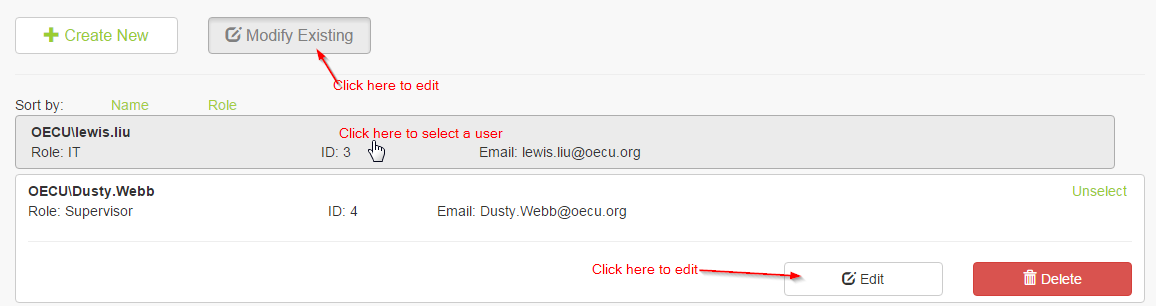 Create New
Modify Existing
Click here to edit
Sort by: Name Role
OECU\lewis.liu
Click here to select a user
Role: IT ID: 3 Email: lewis.liu@oecu.org
OECU\Dusty.Webb Unselect
Role: Supervisor ID: 4 Email: Dusty.Webb@oecu.org
Click here to edit
Edit
Delete